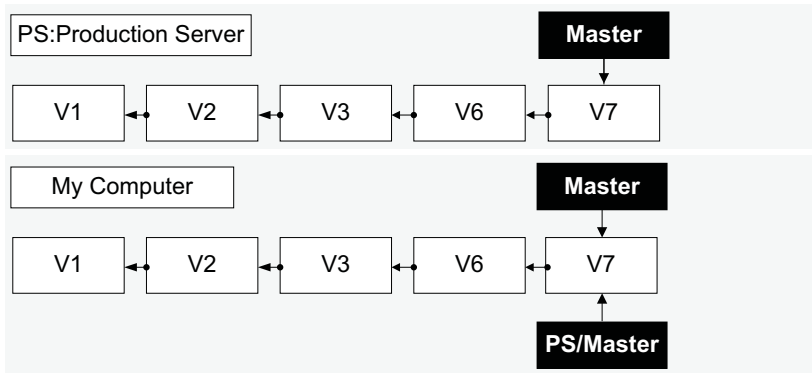 PS:Production Server
Master
V1 V2 V3 V6 V7
My Computer
Master
V1 V2 V3 V6 V7
PS/Master